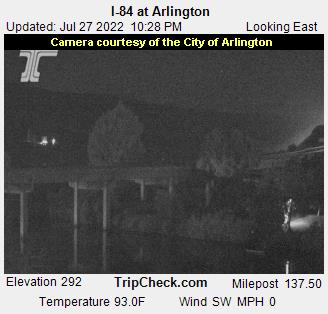 I-84 at Arlington
Updated: Jul 27 2022 10:28 PM Looking East
Camera courtesy of the City of Arlington
Elevation 292 TripCheck.com Milepost 137.50
Temperature 93.0F Wind SW MPH 0